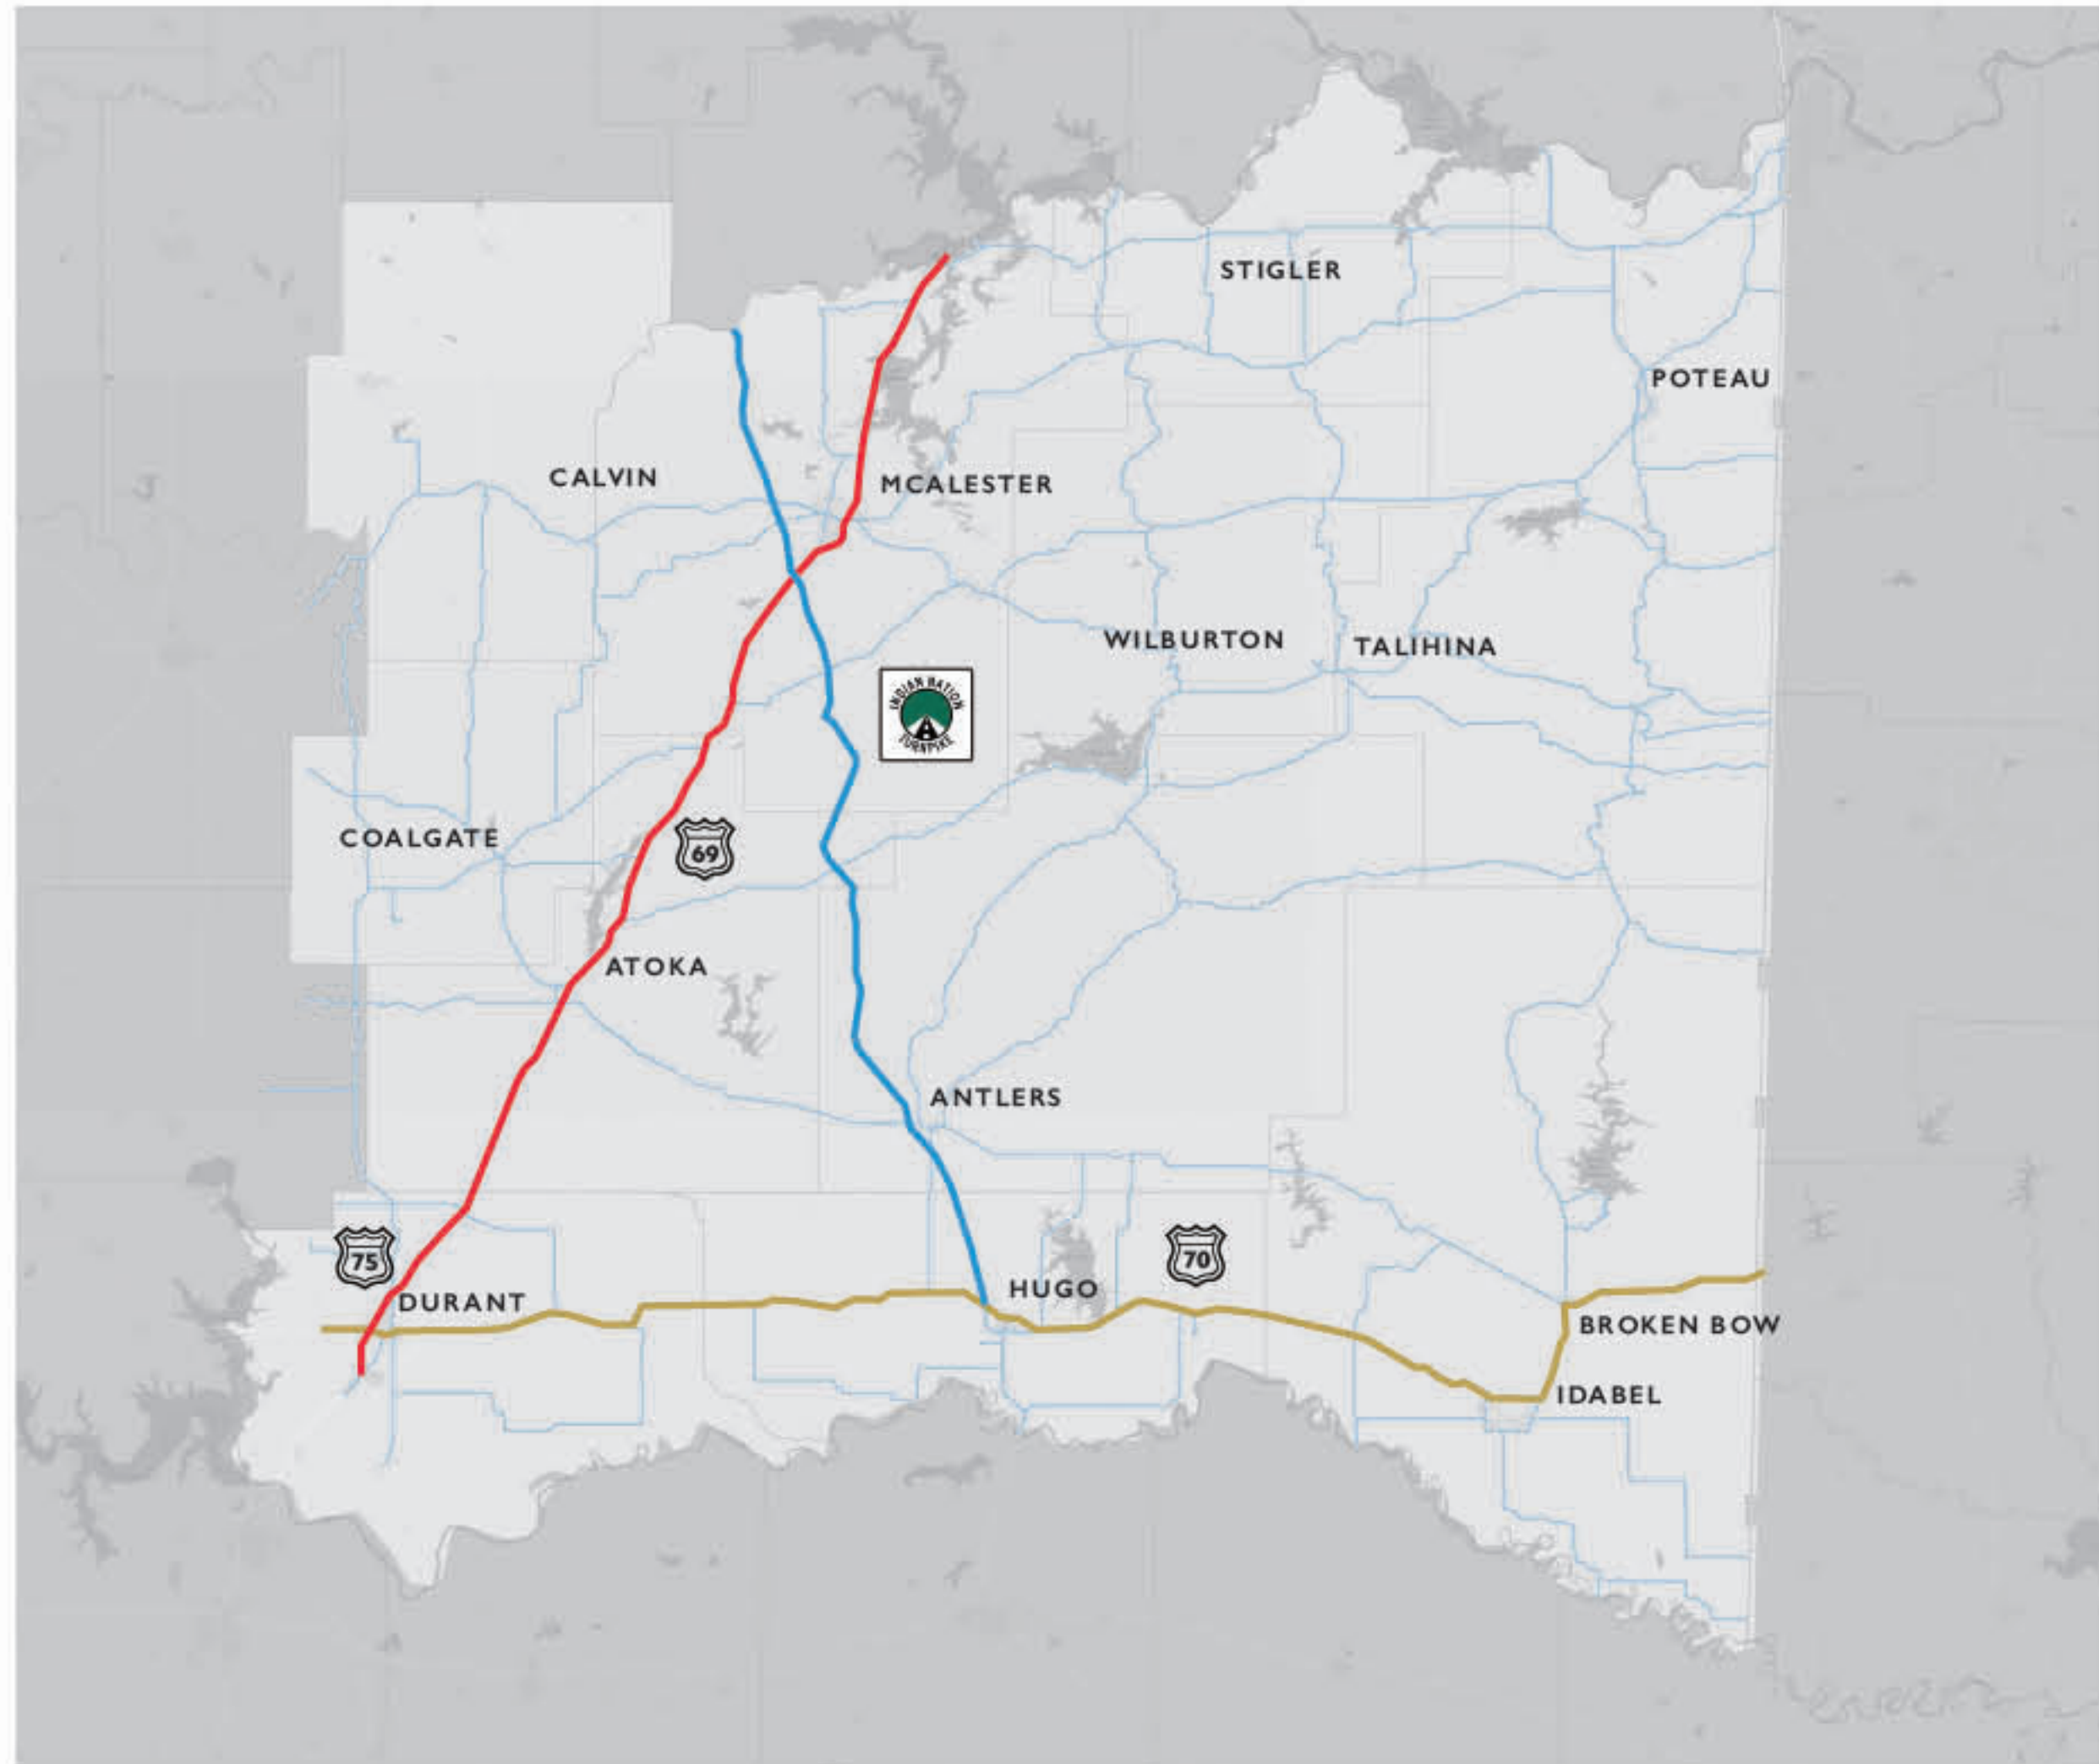 STIGLER
POTEAU
CALVIN
MCALESTER
WILBURTON
TALIHINA
INDIAN NATION
TURNPIKE
COALGATE
69
ATOKA
ANTLERS
75
70
HUGO
DURANT
BROKEN BOW
IDABEL